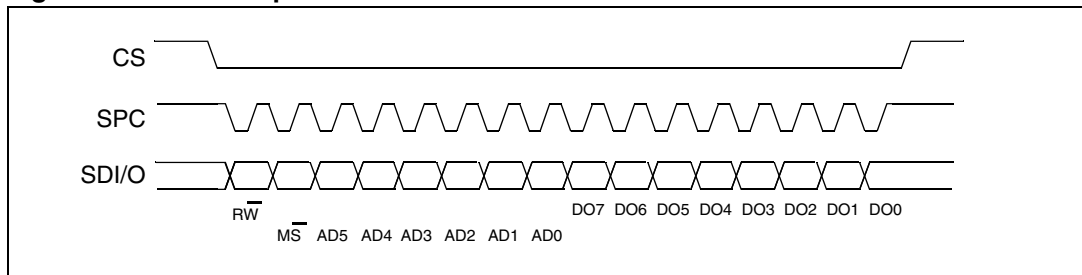 CS
SPC
SDI/O
RW DO7 DO6 DO5 DO4 DO3 DO2 DO1 DO0
MS AD5 AD4 AD3 AD2 AD1 AD0